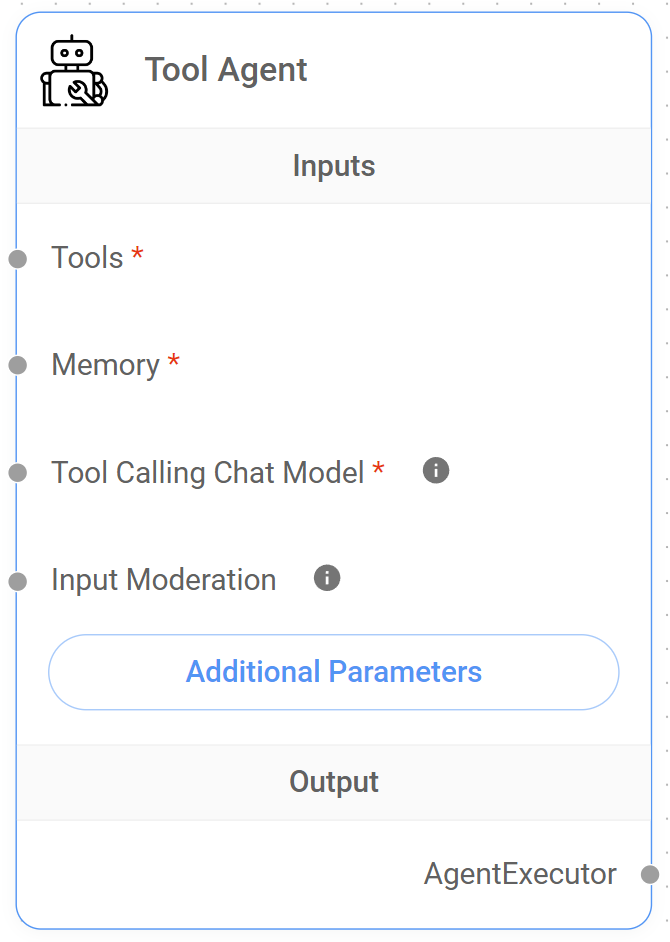 Tool Agent
Inputs
Tools *
Memory *
Tool Calling Chat Model *
Input Moderation
Additional Parameters
Output
AgentExecutor